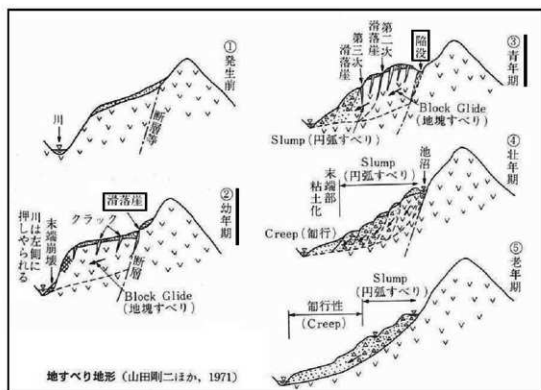 ①発生前
川
断層等
②幼年期
滑落崖
クラック
末端崩壊
川は左側に
押しやられる
断層
Block Glide
(地塊すべり)
③青年期
陥没
第二次
滑落崖
第三次
滑落崖
Block Glide
(地塊すべり)
Slump(円弧すべり)
④壮年期
池沼
Slump
(円弧すべり)
末端部
粘土化
Creep(匍行)
⑤老年期
Slump
(円弧すべり)
匍行性
(Creep)
地すべり地形(山田剛二ほか,1971)